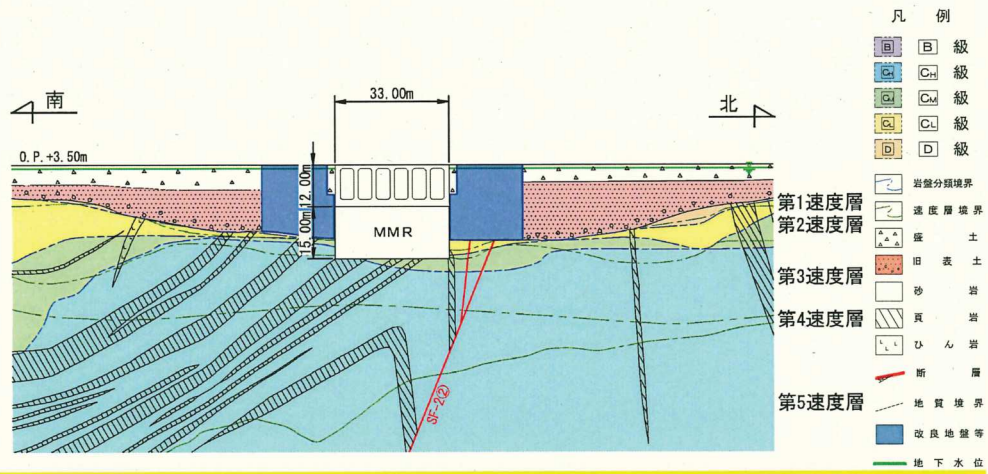 凡 例
B B 級
CH CH 級
CM CM 級
CL CL 級
D D 級
岩盤分類境界
速度層境界
盛 土
旧 表 土
砂 岩
頁 岩
ひ ん 岩
断 層
地 質 境 界
改 良 地 盤 等
地 下 水 位
南
33.00m
北
O.P.+3.50m
12.00m
15.00m
MMR
第1速度層
第2速度層
第3速度層
第4速度層
第5速度層
SF-2(2)